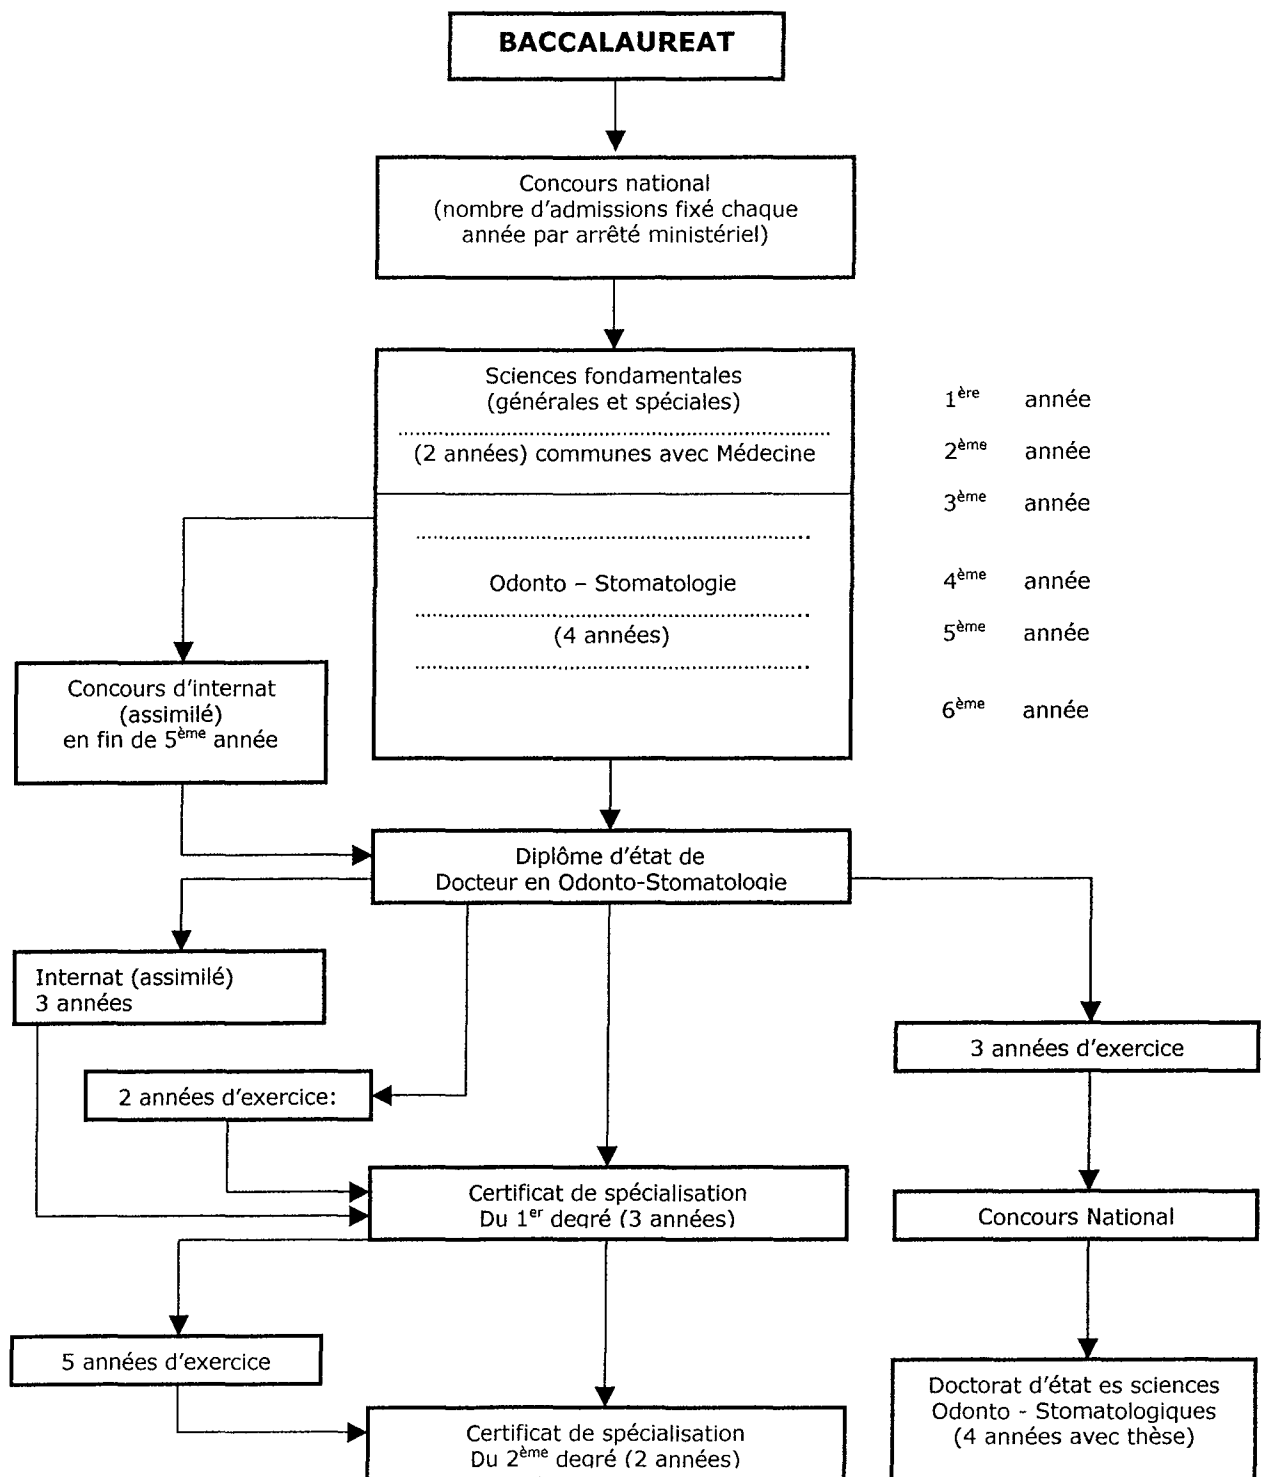 BACCALAUREAT
Concours national
(nombre d'admissions fixé chaque
année par arrêté ministériel)
Sciences fondamentales
(générales et spéciales)
(2 années) communes avec Médecine
1ère année
2ème année
3ème année
Odonto – Stomatologie
(4 années)
4ème année
5ème année
6ème année
Concours d'internat
(assimilé)
en fin de 5ème année
Diplôme d'état de
Docteur en Odonto-Stomatologie
Internat (assimilé)
3 années
3 années d'exercice
2 années d'exercice:
Certificat de spécialisation
Du 1er degré (3 années)
Concours National
5 années d'exercice
Doctorat d'état es sciences
Odonto - Stomatologiques
(4 années avec thèse)
Certificat de spécialisation
Du 2ème degré (2 années)